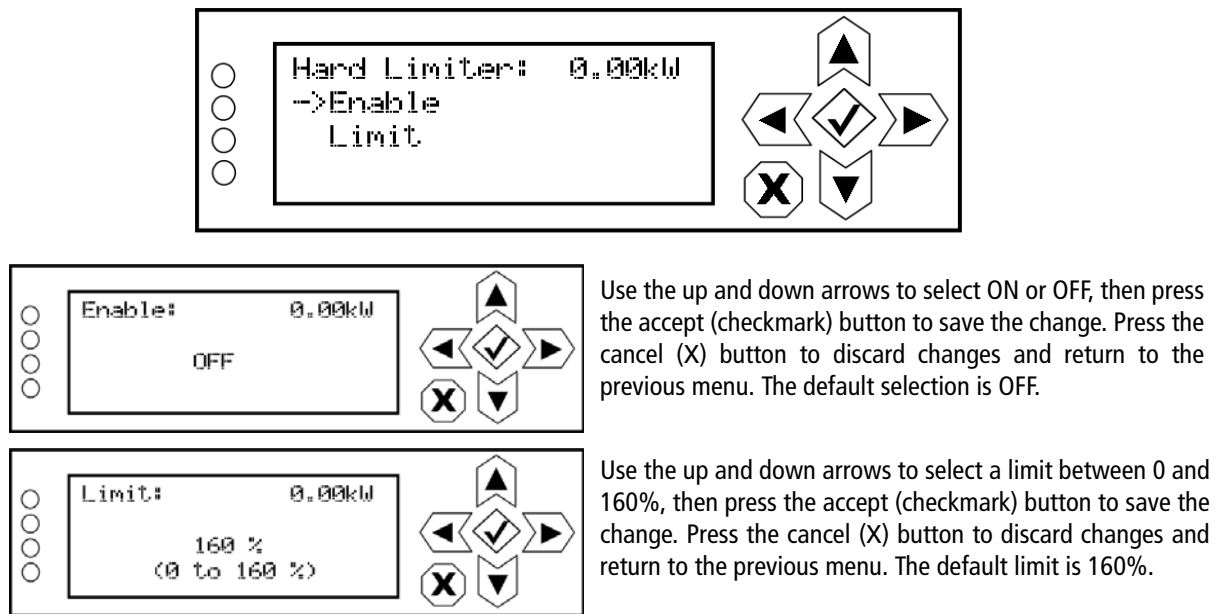 Hard Limiter: 0.00kW
->Enable
Limit
X
Enable: 0.00kW
OFF
X
Use the up and down arrows to select ON or OFF, then press
the accept (checkmark) button to save the change. Press the
cancel (X) button to discard changes and return to the
previous menu. The default selection is OFF.
Limit: 0.00kW
160 %
(0 to 160 %)
X
Use the up and down arrows to select a limit between 0 and
160%, then press the accept (checkmark) button to save the
change. Press the cancel (X) button to discard changes and
return to the previous menu. The default limit is 160%.